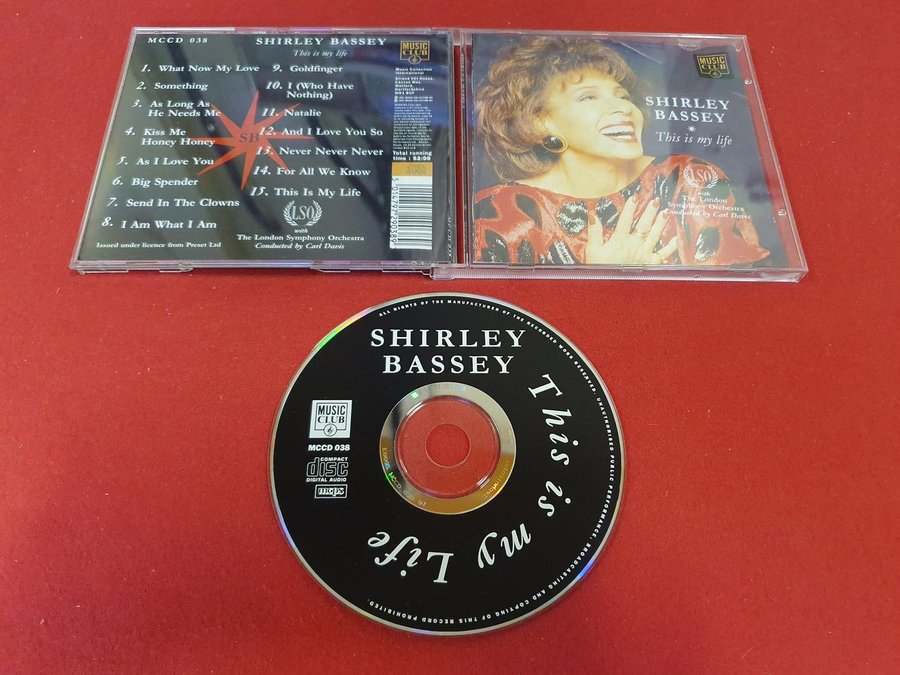 MCCD 038
SHIRLEY BASSEY
This is my life
1. What Now My Love
2. Something
3. As Long As
He Needs Me
4. Kiss Me
Honey Honey
5. As I Love You
6. Big Spender
7. Send In The Clowns
8. I Am What I Am
9. Goldfinger
10. I (Who Have
Nothing)
11. Natalie
12. And I Love You So
13. Never Never Never
14. For All We Know
15. This Is My Life
SB
LSO
with
The London Symphony Orchestra
Conducted by Carl Davis
Issued under licence from Preset Ltd
MUSIC
CLUB
Music Collection
International
Total running
time : 52:00
MUSIC
CLUB
SHIRLEY
BASSEY
This is my life
LSO
with
The London
Symphony Orchestra
Conducted by Carl Davis
ALL RIGHTS OF THE MANUFACTURER OF THE RECORDED WORK RESERVED. UNAUTHORISED PUBLIC PERFORMANCE, BROADCASTING AND COPYING OF THIS RECORD PROHIBITED.
SHIRLEY
BASSEY
This is my Life
MUSIC
CLUB
MCCD 038
COMPACT
disc
DIGITAL AUDIO
mcps